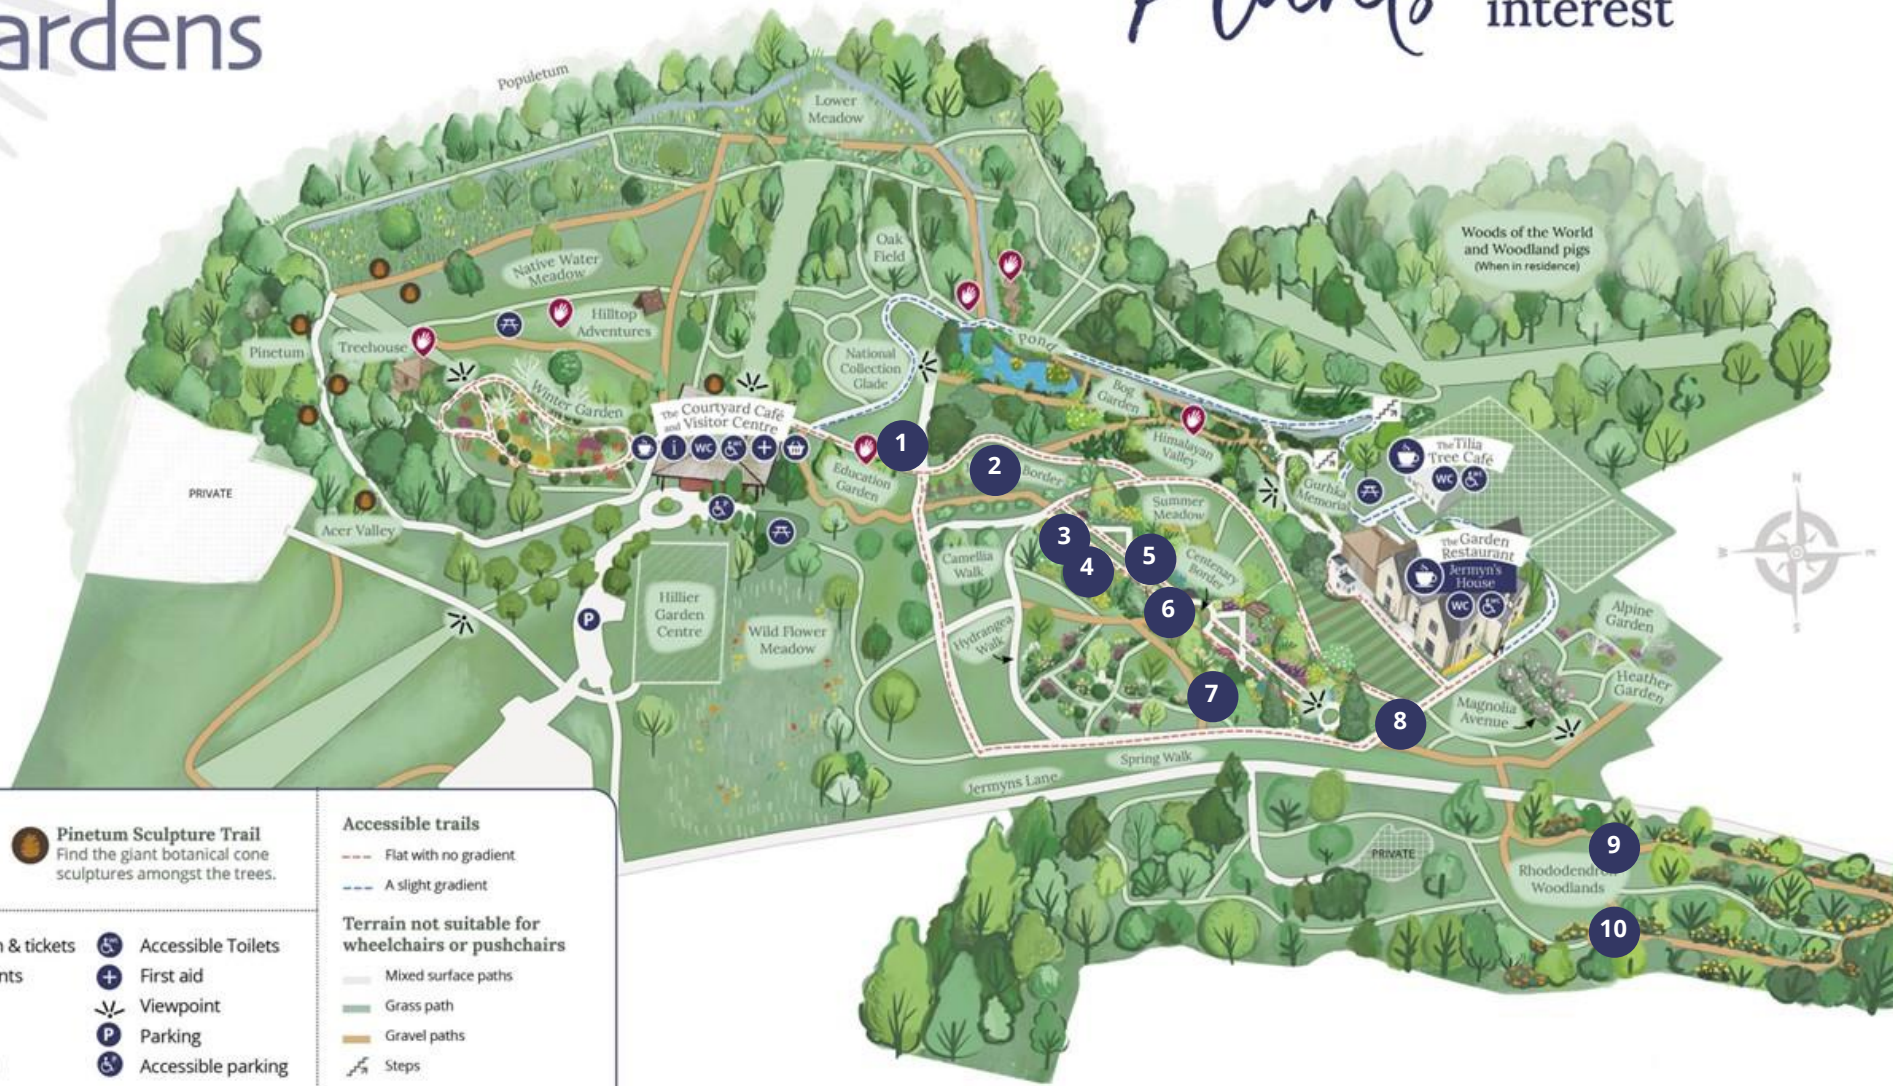 ardens
Plants
interest
Populetum
Lower
Meadow
Oak
Field
Woods of the World
and Woodland pigs
(When in residence)
Native Water
Meadow
Hilltop
Adventures
Pinetum
Treehouse
Pond
National
Collection
Glade
Winter Garden
Bog
Garden
The Courtyard Café
and Visitor Centre
i
WC
Himalayan
Valley
The Tilia
Tree Café
WC
1
2
Border
Education
Garden
PRIVATE
Summer
Meadow
Gurkha
Memorial
N
W
E
S
Acer Valley
3
4
5
6
Camellia
Walk
Centenary
Border
The Garden
Restaurant
Jermyn's
House
WC
P
Hillier
Garden
Centre
Wild Flower
Meadow
Hydrangea
Walk
Alpine
Garden
Heather
Garden
7
8
Magnolia
Avenue
Spring Walk
Jermyns Lane
PRIVATE
9
Rhododendron
Woodlands
10
Pinetum Sculpture Trail
Find the giant botanical cone
sculptures amongst the trees.
& tickets
Accessible Toilets
First aid
Viewpoint
P Parking
Accessible parking
Accessible trails
Flat with no gradient
A slight gradient
Terrain not suitable for
wheelchairs or pushchairs
Mixed surface paths
Grass path
Gravel paths
Steps